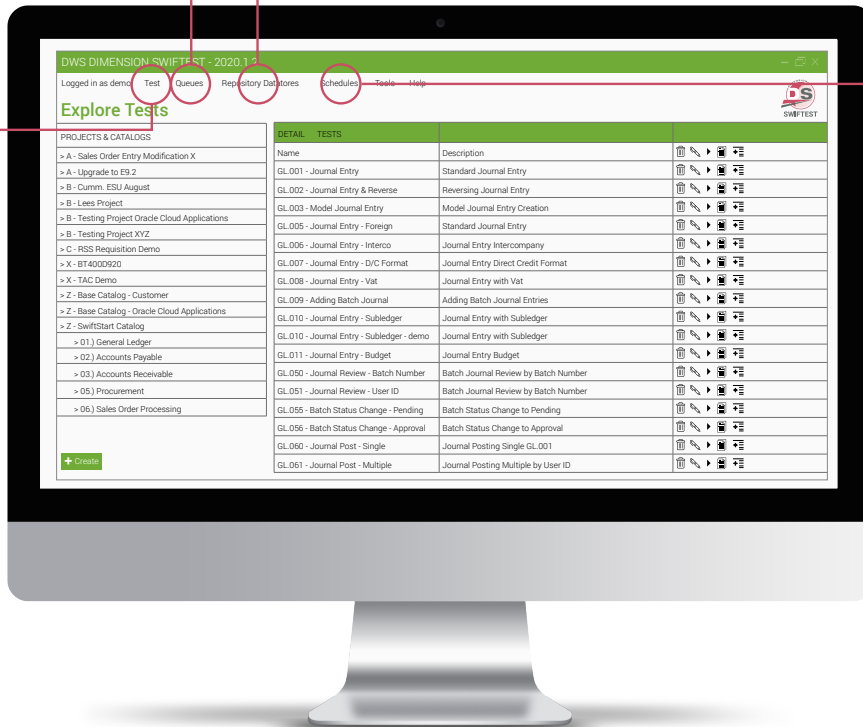 DWS DIMENSION SWIFTEST - 2020.1.2
Logged in as demo Test Queues Repository Datatores Schedules Tools Help
DS
SWIFTEST
Explore Tests
PROJECTS & CATALOGS
> A - Sales Order Entry Modification X
> A - Upgrade to E9.2
> B - Cumm. ESU August
> B - Lees Project
> B - Testing Project Oracle Cloud Applications
> B - Testing Project XYZ
> C - RSS Requisition Demo
> X - BT400D920
> X - TAC Demo
> Z - Base Catalog - Customer
> Z - Base Catalog - Oracle Cloud Applications
> Z - SwiftStart Catalog
> 01.) General Ledger
> 02.) Accounts Payable
> 03.) Accounts Receivable
> 05.) Procurement
> 06.) Sales Order Processing
+ Create
DETAIL TESTS
Name Description
GL.001 - Journal Entry Standard Journal Entry
GL.002 - Journal Entry & Reverse Reversing Journal Entry
GL.003 - Model Journal Entry Model Journal Entry Creation
GL.005 - Journal Entry - Foreign Standard Journal Entry
GL.006 - Journal Entry - Interco Journal Entry Intercompany
GL.007 - Journal Entry - D/C Format Journal Entry Direct Credit Format
GL.008 - Journal Entry - Vat Journal Entry with Vat
GL.009 - Adding Batch Journal Adding Batch Journal Entries
GL.010 - Journal Entry - Subledger Journal Entry with Subledger
GL.010 - Journal Entry - Subledger - demo Journal Entry with Subledger
GL.011 - Journal Entry - Budget Journal Entry Budget
GL.050 - Journal Review - Batch Number Batch Journal Review by Batch Number
GL.051 - Journal Review - User ID Batch Journal Review by Batch Number
GL.055 - Batch Status Change - Pending Batch Status Change to Pending
GL.056 - Batch Status Change - Approval Batch Status Change to Approval
GL.060 - Journal Post - Single Journal Posting Single GL.001
GL.061 - Journal Post - Multiple Journal Posting Multiple by User ID